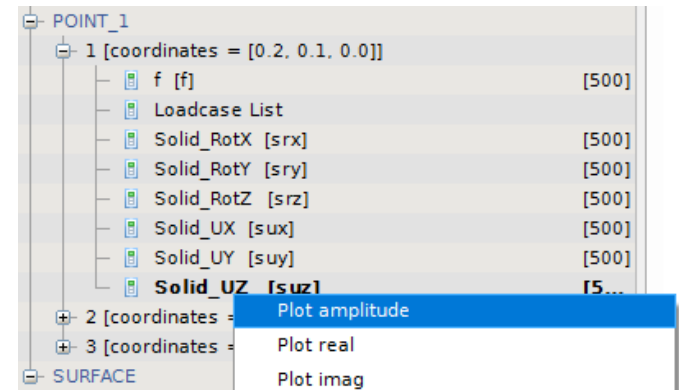 POINT_1
1 [coordinates = [0.2, 0.1, 0.0]]
f [f] [500]
Loadcase List
Solid_RotX [srx] [500]
Solid_RotY [sry] [500]
Solid_RotZ [srz] [500]
Solid_UX [sux] [500]
Solid_UY [suy] [500]
Solid_UZ [suz] [5...
Plot amplitude
2 [coordinates =
Plot real
3 [coordinates =
SURFACE
Plot imag